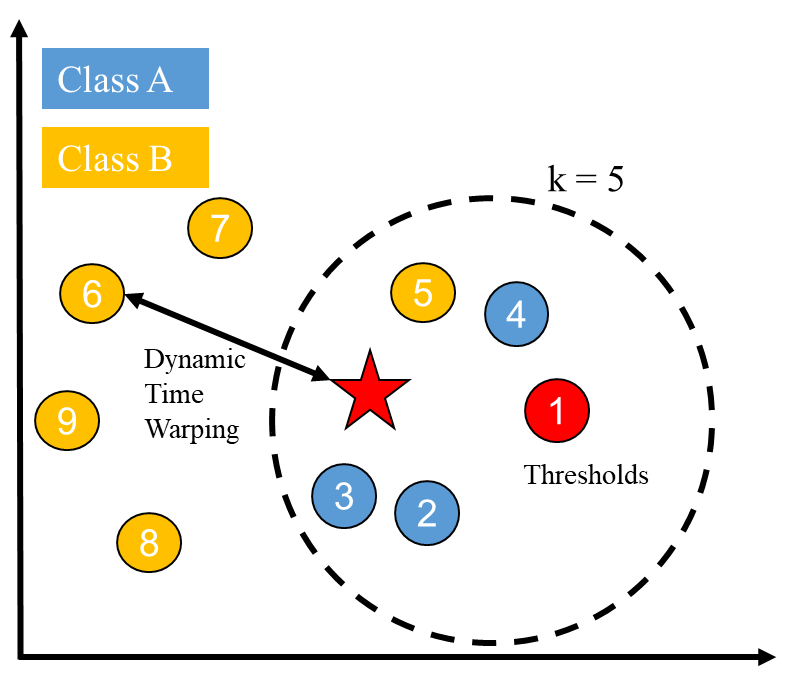 Class A
Class B
k = 5
7
6
5
4
Dynamic
Time
Warping
9
1
Thresholds
3
2
8